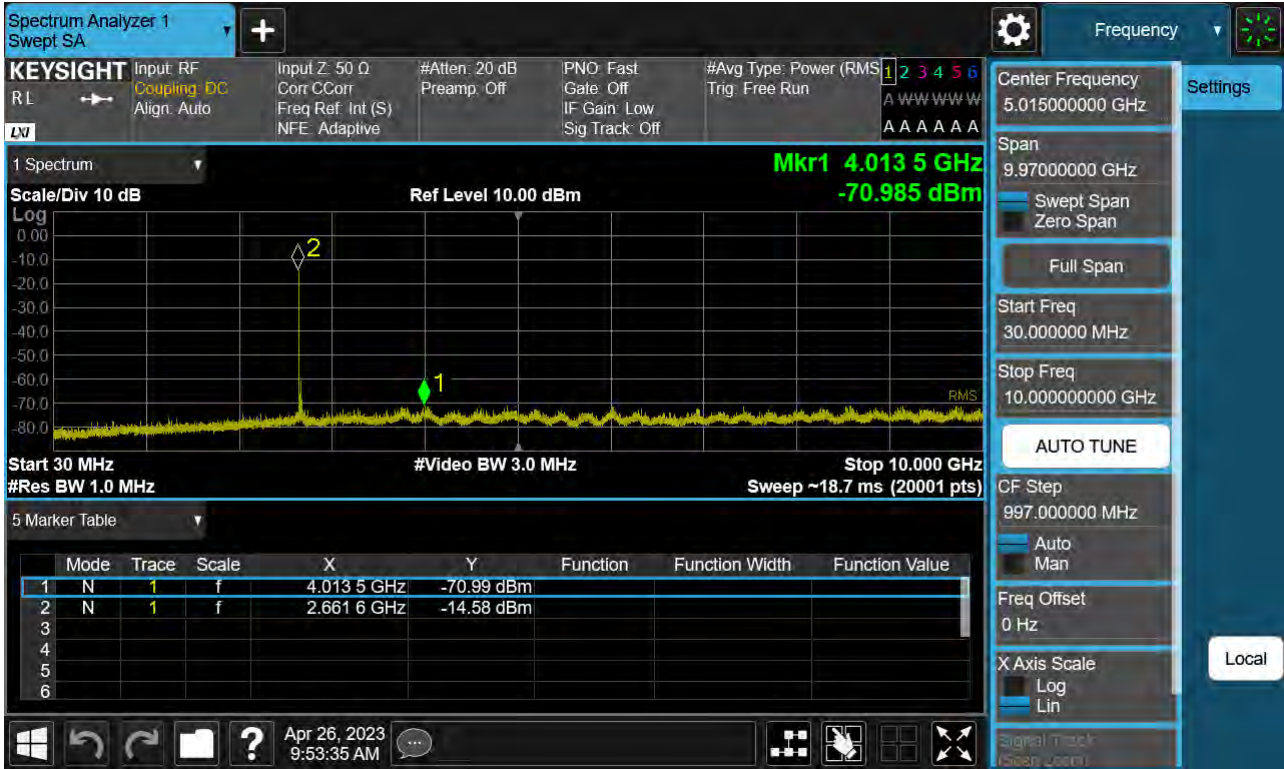 Spectrum Analyzer 1
Swept SA
+
Frequency
KEYSIGHT
RL
LXI
Input: RF
Coupling: DC
Align: Auto
Input Z: 50 Ω
Corr CCorr
Freq Ref: Int (S)
NFE: Adaptive
#Atten: 20 dB
Preamp: Off
PNO: Fast
Gate: Off
IF Gain: Low
Sig Track: Off
#Avg Type: Power (RMS
Trig: Free Run
1 2 3 4 5 6
A W W W W W
A A A A A A
1 Spectrum
Mkr1 4.013 5 GHz
Scale/Div 10 dB
Ref Level 10.00 dBm
-70.985 dBm
Log
0.00
-10.0
-20.0
-30.0
-40.0
-50.0
-60.0
-70.0
-80.0
2
1
RMS
Start 30 MHz
#Video BW 3.0 MHz
Stop 10.000 GHz
#Res BW 1.0 MHz
Sweep ~18.7 ms (20001 pts)
5 Marker Table
Mode Trace Scale X Y Function Function Width Function Value
1 N 1 f 4.013 5 GHz -70.99 dBm
2 N 1 f 2.661 6 GHz -14.58 dBm
3
4
5
6
?
Apr 26, 2023
9:53:35 AM
Center Frequency
5.015000000 GHz
Span
9.97000000 GHz
Swept Span
Zero Span
Full Span
Start Freq
30.000000 MHz
Stop Freq
10.000000000 GHz
AUTO TUNE
CF Step
997.000000 MHz
Auto
Man
Freq Offset
0 Hz
X Axis Scale
Log
Lin
Signal Track
(Span Zoom)
Settings
Local